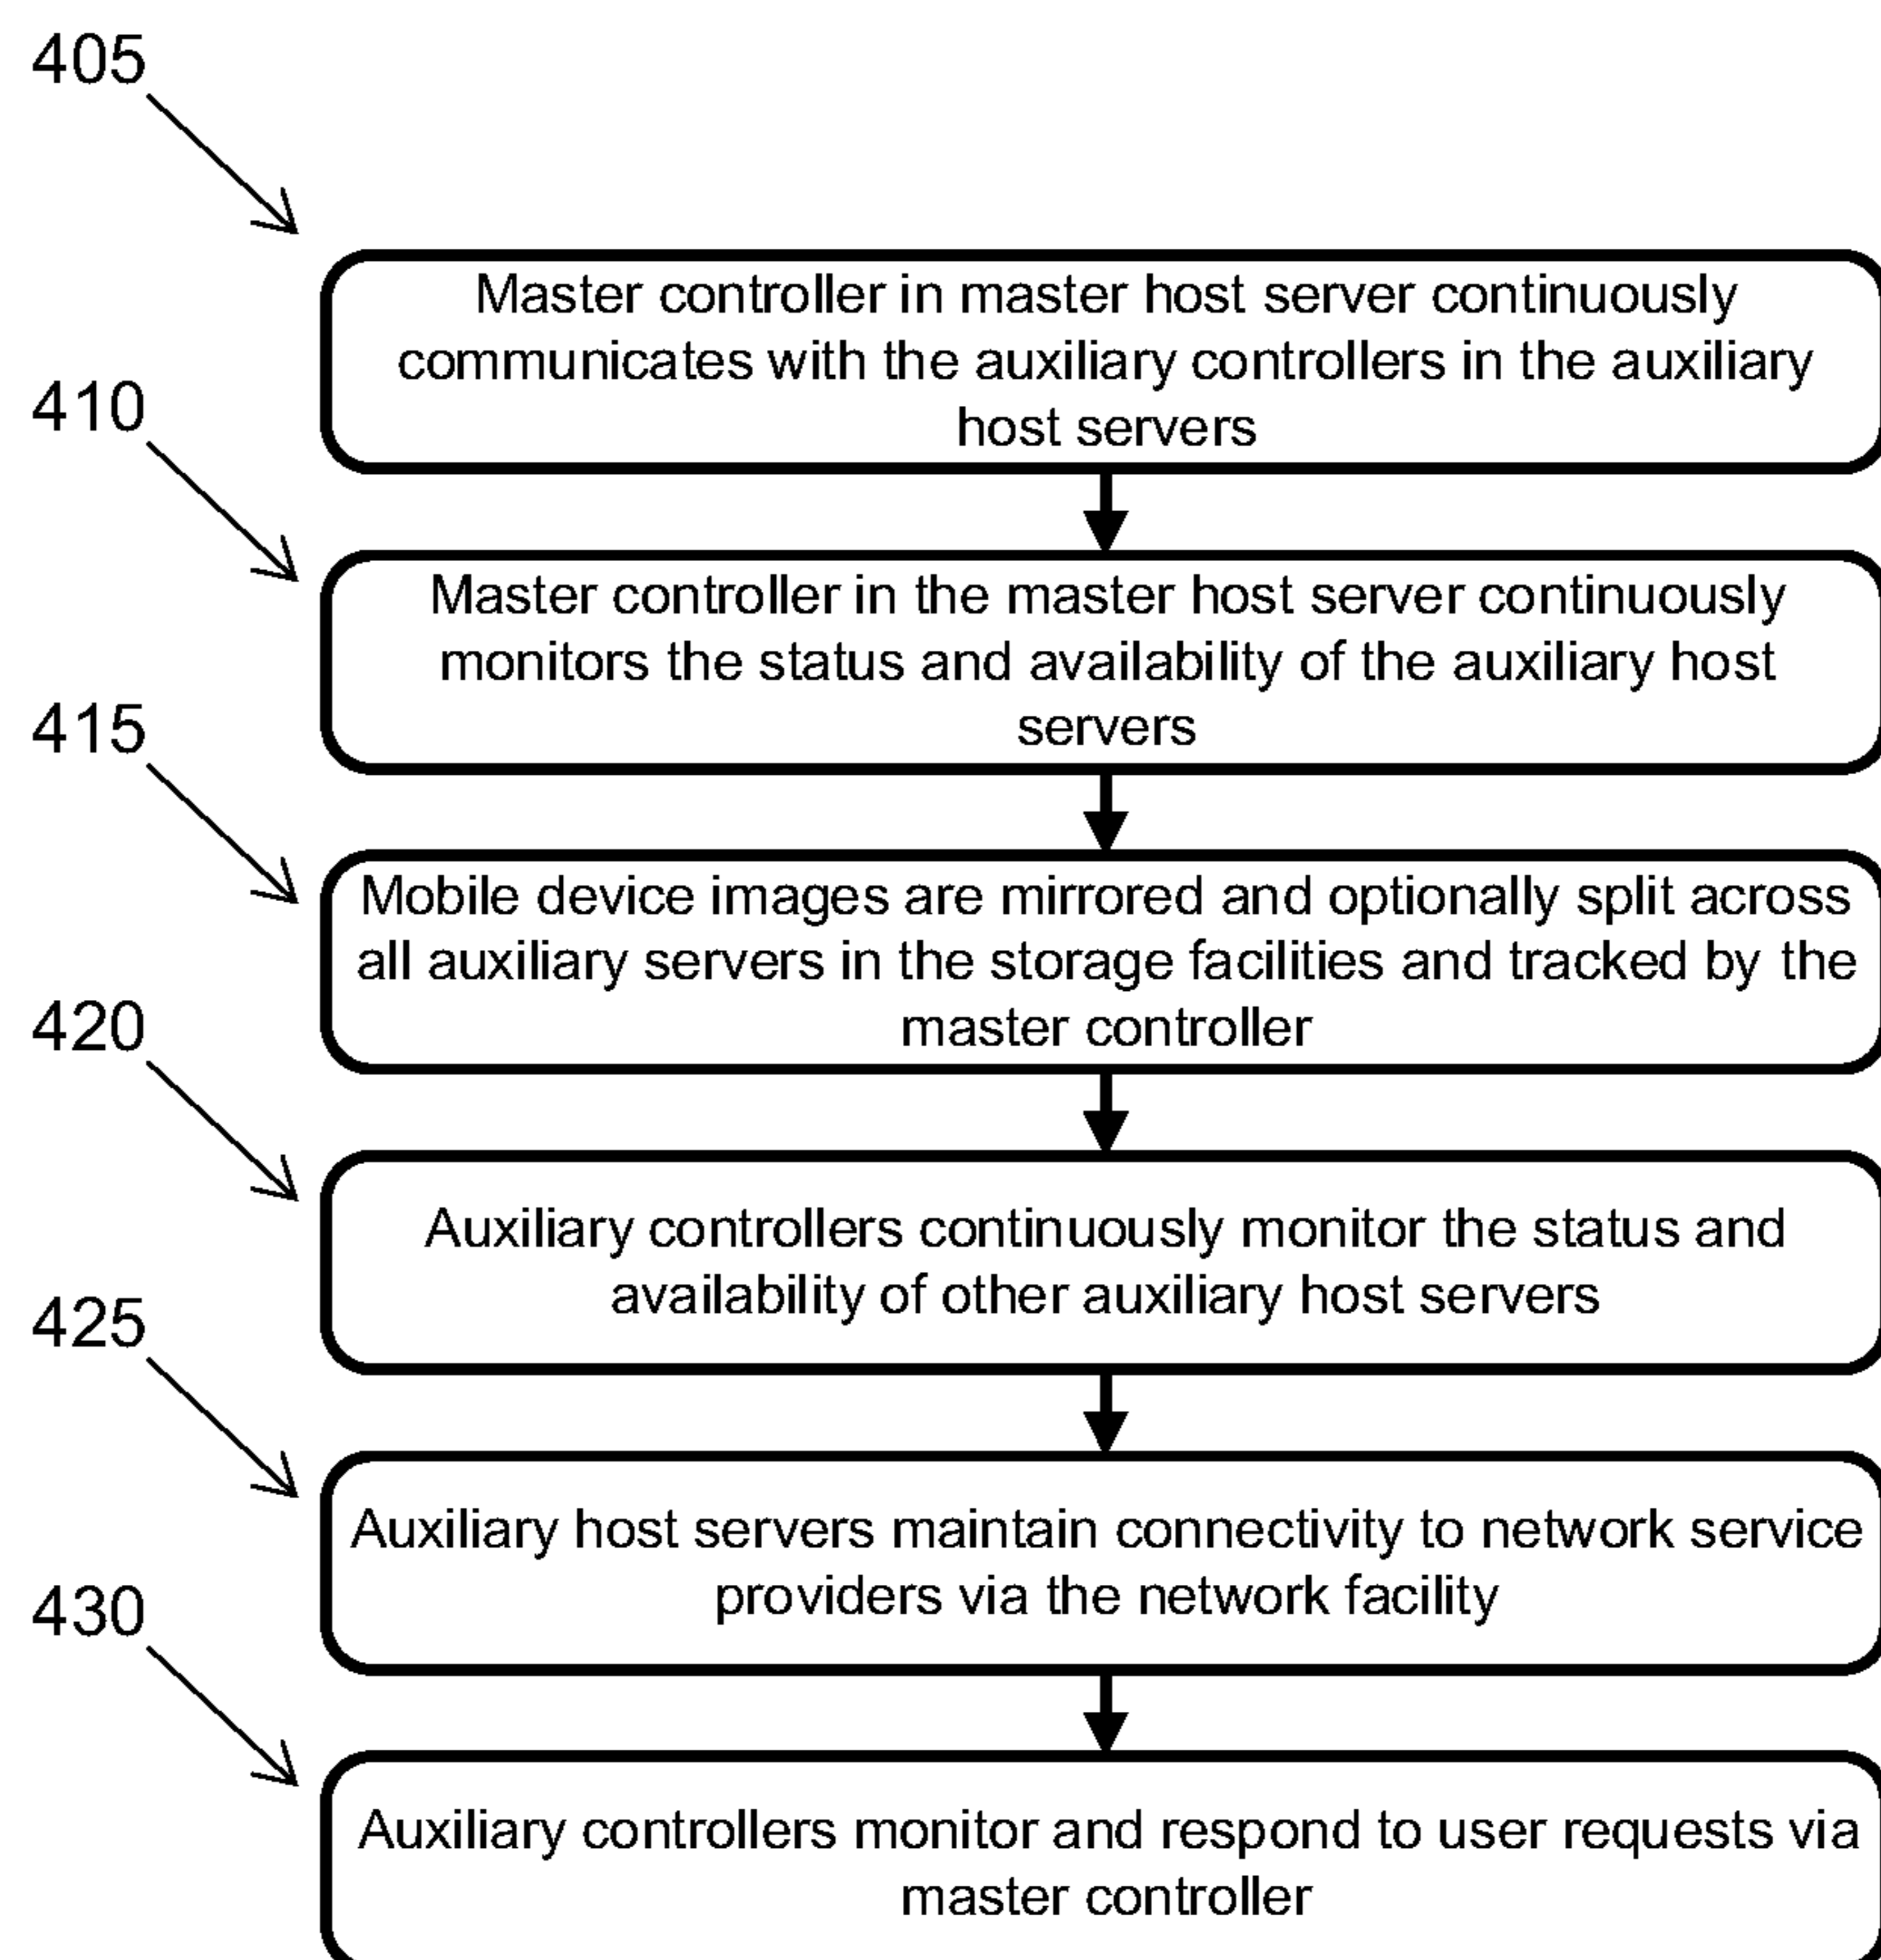 405
Master controller in master host server continuously
communicates with the auxiliary controllers in the auxiliary
host servers
410
Master controller in the master host server continuously
monitors the status and availability of the auxiliary host
servers
415
Mobile device images are mirrored and optionally split across
all auxiliary servers in the storage facilities and tracked by the
master controller
420
Auxiliary controllers continuously monitor the status and
availability of other auxiliary host servers
425
Auxiliary host servers maintain connectivity to network service
providers via the network facility
430
Auxiliary controllers monitor and respond to user requests via
master controller